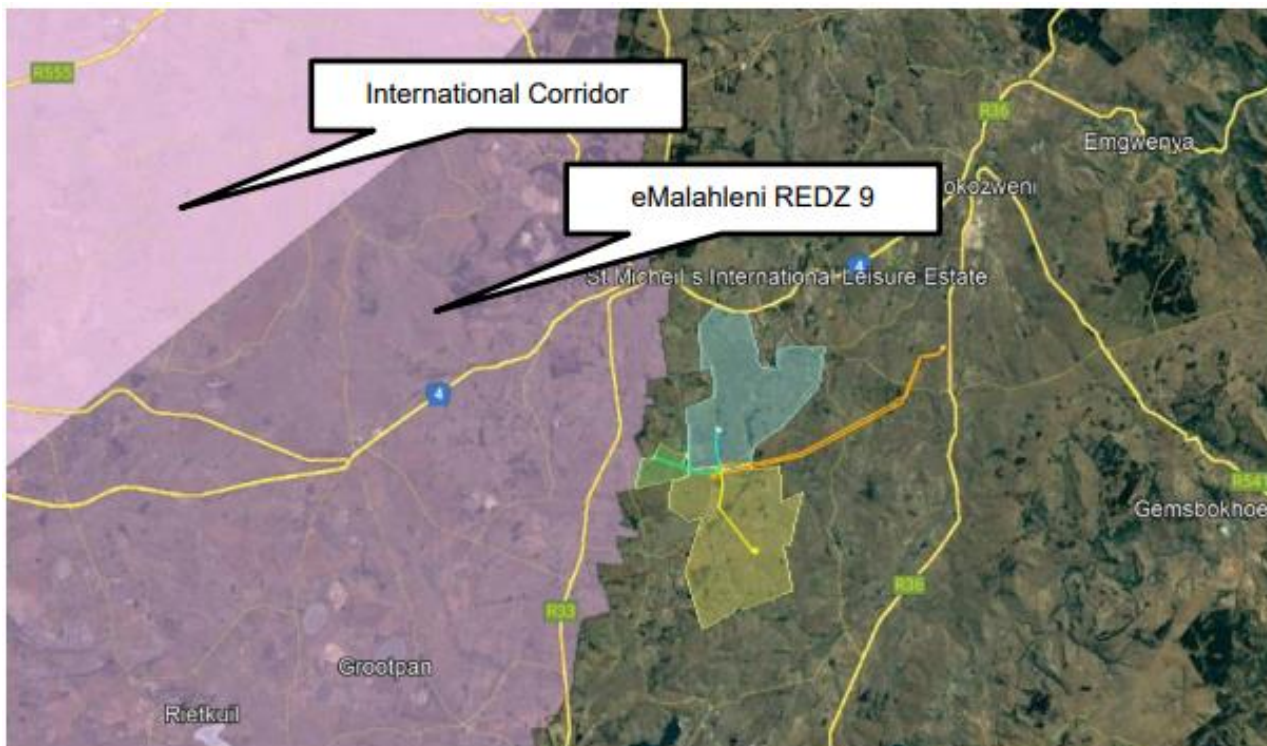 R555
International Corridor
R36
Emgwenya
eMalahleni REDZ 9
okozweni
4
St Micheil s International Leisure Estate
4
R541
Gemsbokhoe
R36
R33
Grootpan
Rietkuil